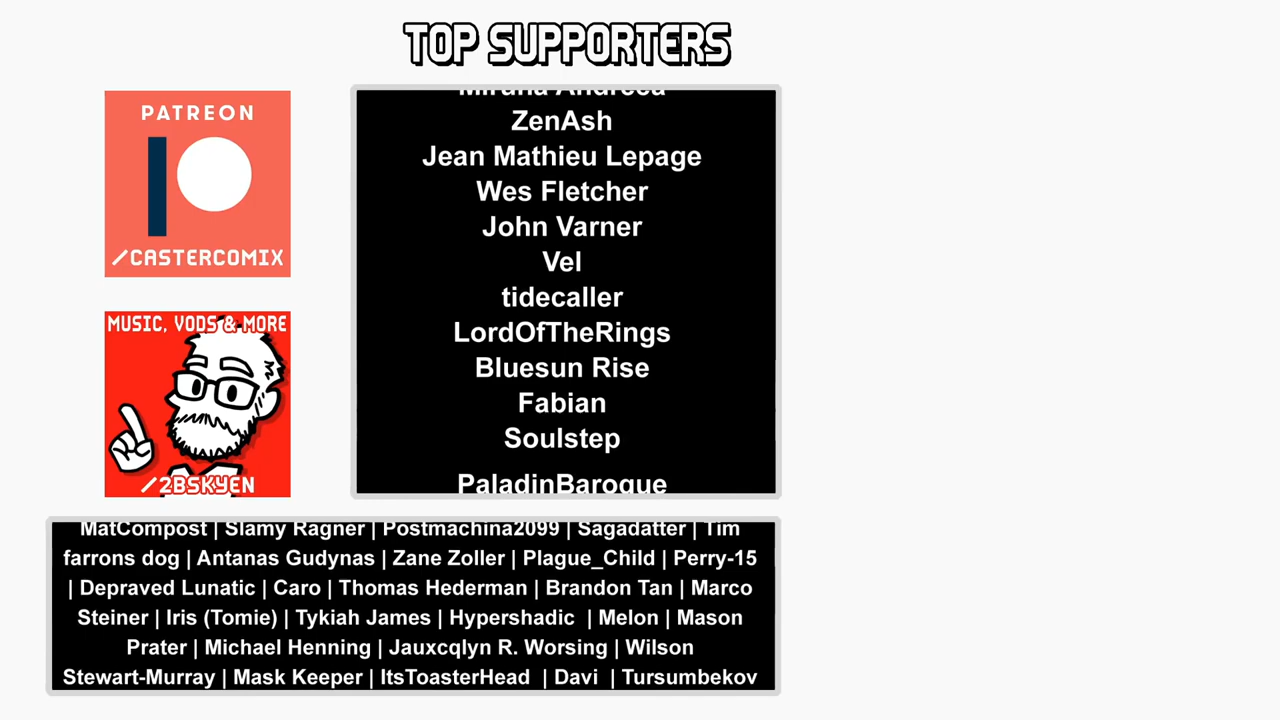 TOP SUPPORTERS
PATREON
/CASTERCOMIX
MUSIC, VODS & MORE
/2BSKYEN
Miruna Andreea
ZenAsh
Jean Mathieu Lepage
Wes Fletcher
John Varner
Vel
tidecaller
LordOfTheRings
Bluesun Rise
Fabian
Soulstep
PaladinBaroque
MatCompost | Slamy Ragner | Postmachina2099 | Sagadatter | Tim
farrons dog | Antanas Gudynas | Zane Zoller | Plague_Child | Perry-15
| Depraved Lunatic | Caro | Thomas Hederman | Brandon Tan | Marco
Steiner | Iris (Tomie) | Tykiah James | Hypershadic | Melon | Mason
Prater | Michael Henning | Jauxcqlyn R. Worsing | Wilson
Stewart-Murray | Mask Keeper | ItsToasterHead | Davi | Tursumbekov